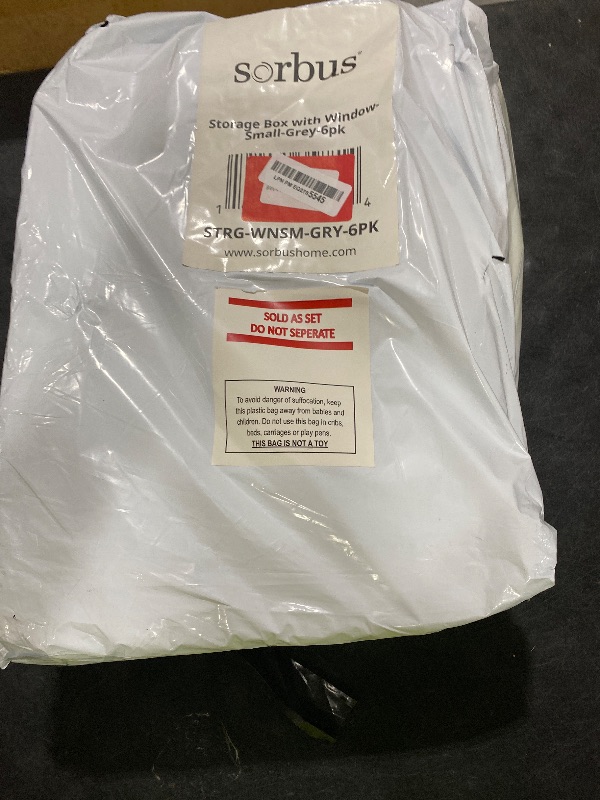 sorbus
Storage Box with Window-
Small-Grey-6pk
1 4
STRG-WNSM-GRY-6PK
www.sorbushome.com
SOLD AS SET
DO NOT SEPERATE
WARNING
To avoid danger of suffocation, keep
this plastic bag away from babies and
children. Do not use this bag in cribs,
beds, carriages or play pens.
THIS BAG IS NOT A TOY